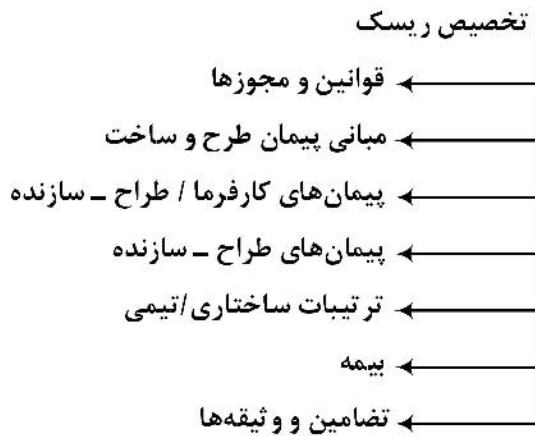 تخصیص ریسک
قوانین و مجوزها
مبانی پیمان طرح و ساخت
پیمان‌های کارفرما / طراح ـ سازنده
پیمان‌های طراح ـ سازنده
ترتیبات ساختاری/تیمی
بیمه
تضامین و وثیقه‌ها